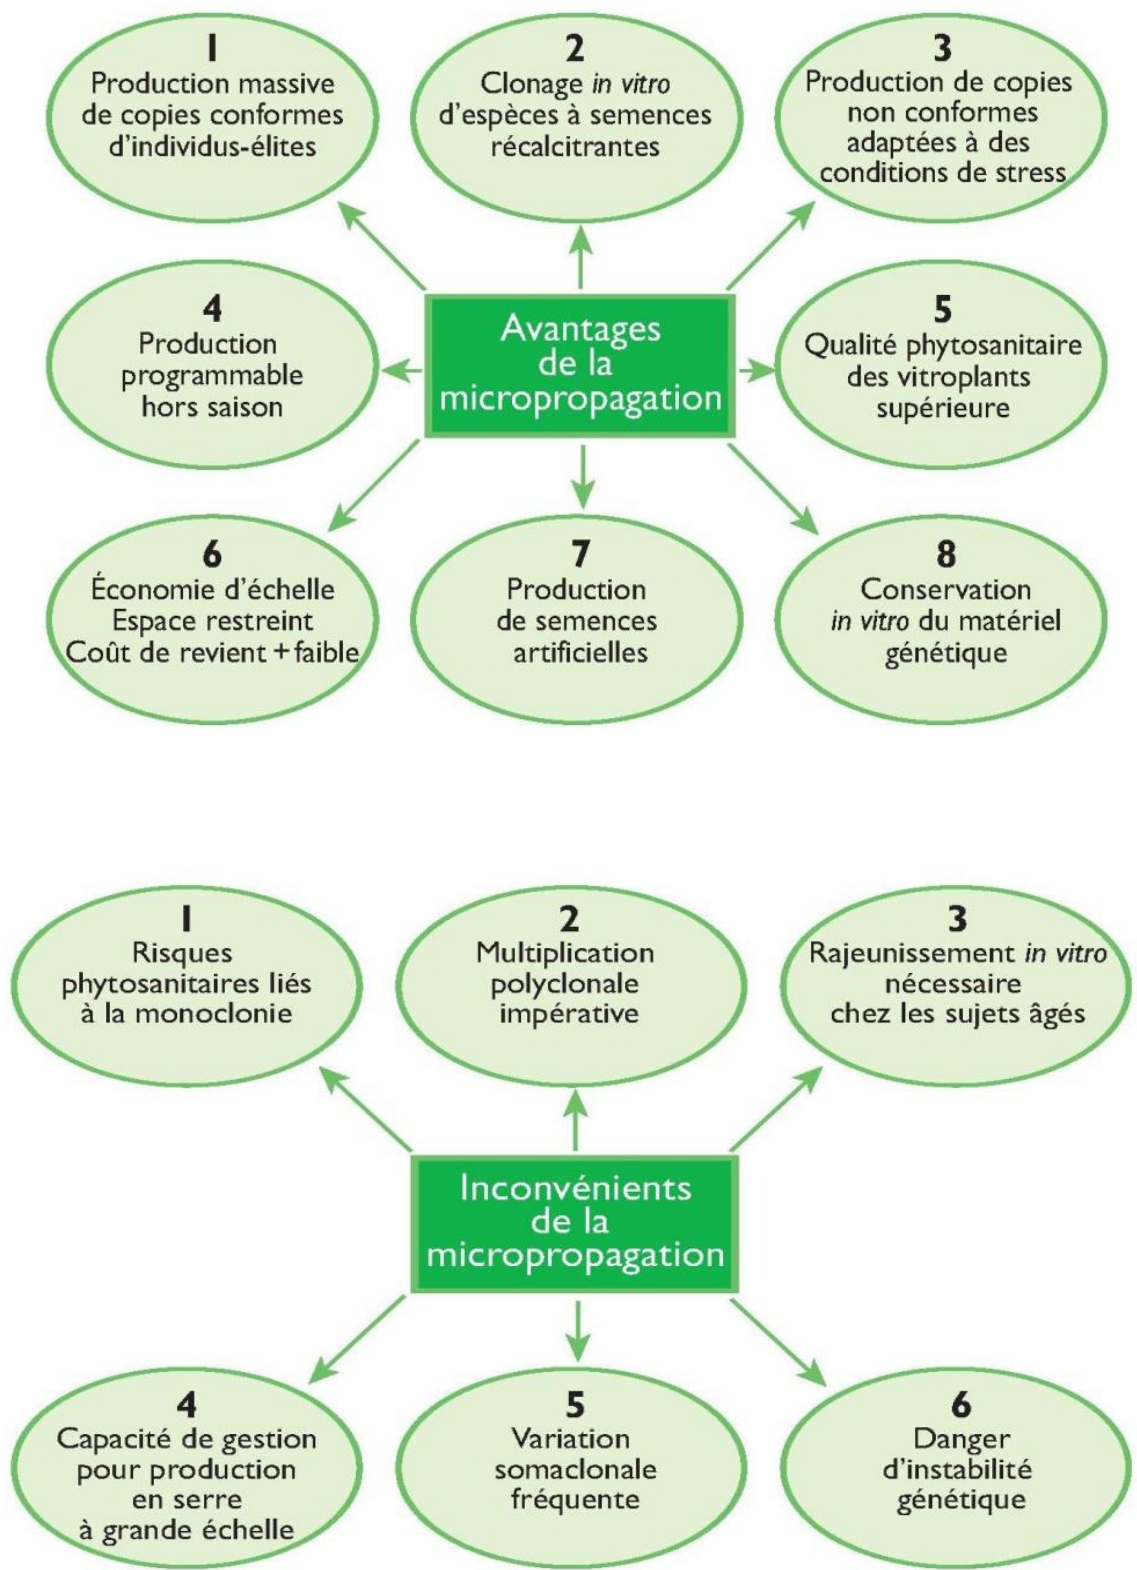 1
Production massive
de copies conformes
d'individus-élites
2
Clonage in vitro
d'espèces à semences
récalcitrantes
3
Production de copies
non conformes
adaptées à des
conditions de stress
4
Production
programmable
hors saison
Avantages
de la
micropropagation
5
Qualité phytosanitaire
des vitroplants
supérieure
6
Économie d'échelle
Espace restreint
Coût de revient + faible
7
Production
de semences
artificielles
8
Conservation
in vitro du matériel
génétique
1
Risques
phytosanitaires liés
à la monoclonie
2
Multiplication
polyclonale
impérative
3
Rajeunissement in vitro
nécessaire
chez les sujets âgés
Inconvénients
de la
micropropagation
4
Capacité de gestion
pour production
en serre
à grande échelle
5
Variation
somaclonale
fréquente
6
Danger
d'instabilité
génétique